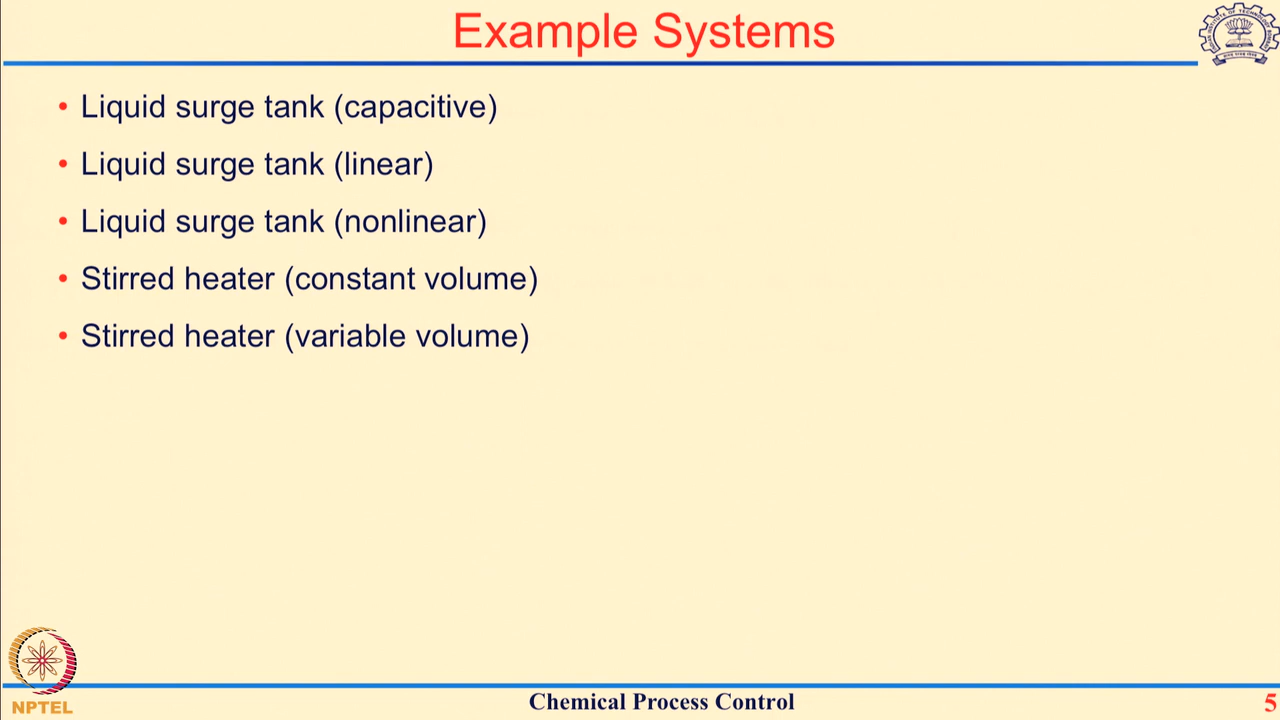 Example Systems
• Liquid surge tank (capacitive)
• Liquid surge tank (linear)
• Liquid surge tank (nonlinear)
• Stirred heater (constant volume)
• Stirred heater (variable volume)
NPTEL
Chemical Process Control
5